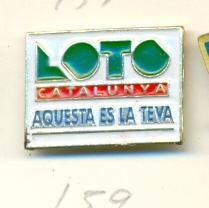 LOTO
CATALUNYA
AQUESTA ES LA TEVA
159